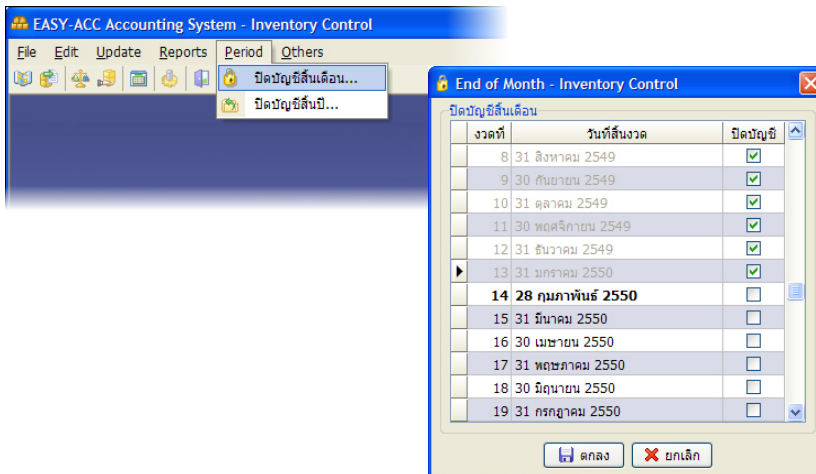 EASY-ACC Accounting System - Inventory Control
File Edit Update Reports Period Others
ปิดบัญชีสิ้นเดือน...
ปิดบัญชีสิ้นปี...
End of Month - Inventory Control
ปิดบัญชีสิ้นเดือน
งวดที่ วันที่สิ้นงวด ปิดบัญชี
8 31 สิงหาคม 2549
9 30 กันยายน 2549
10 31 ตุลาคม 2549
11 30 พฤศจิกายน 2549
12 31 ธันวาคม 2549
13 31 มกราคม 2550
14 28 กุมภาพันธ์ 2550
15 31 มีนาคม 2550
16 30 เมษายน 2550
17 31 พฤษภาคม 2550
18 30 มิถุนายน 2550
19 31 กรกฎาคม 2550
ตกลง ยกเลิก